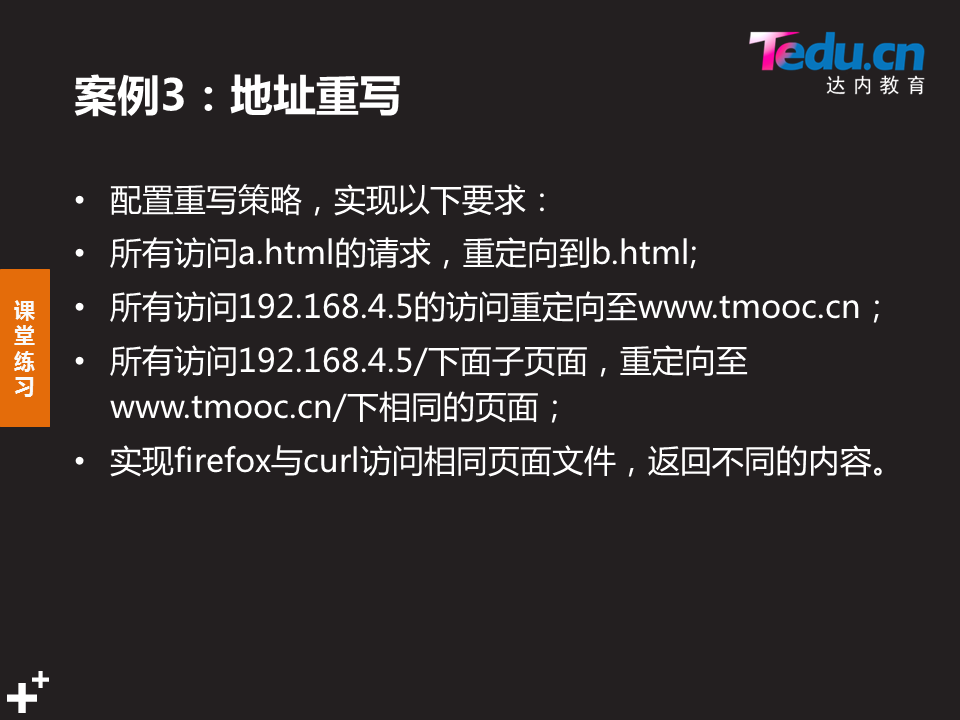 Tedu.cn
达内教育
案例3：地址重写
• 配置重写策略，实现以下要求：
• 所有访问a.html的请求，重定向到b.html;
• 所有访问192.168.4.5的访问重定向至www.tmooc.cn；
• 所有访问192.168.4.5/下面子页面，重定向至
www.tmooc.cn/下相同的页面；
• 实现firefox与curl访问相同页面文件，返回不同的内容。
课
堂
练
习